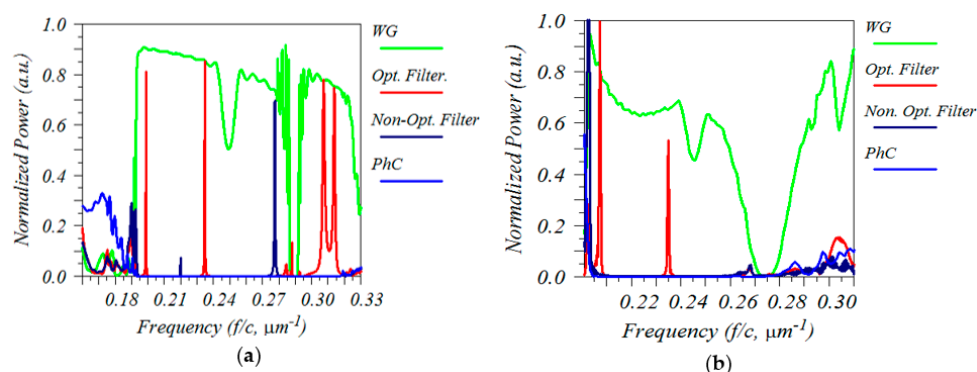 1.0
0.8
0.6
0.4
0.2
0.0
Normalized Power (a.u.)
0.18 0.21 0.24 0.27 0.30 0.33
Frequency (f/c, μm⁻¹)
WG
Opt. Filter.
Non-Opt. Filter
PhC
(a)
1.0
0.8
0.6
0.4
0.2
0.0
Normalized Power (a.u.)
0.22 0.24 0.26 0.28 0.30
Frequency (f/c, μm⁻¹)
WG
Opt. Filter
Non. Opt. Filter
PhC
(b)